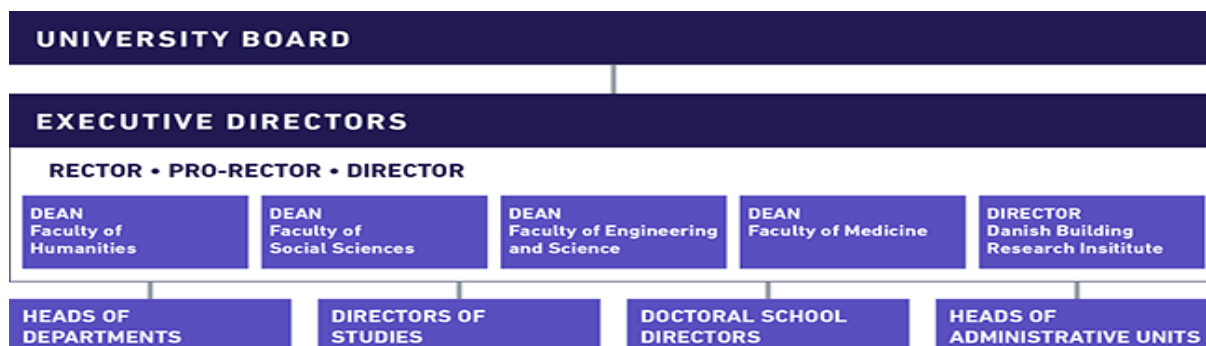 UNIVERSITY BOARD
EXECUTIVE DIRECTORS
RECTOR • PRO-RECTOR • DIRECTOR
DEAN
Faculty of
Humanities
DEAN
Faculty of
Social Sciences
DEAN
Faculty of Engineering
and Science
DEAN
Faculty of Medicine
DIRECTOR
Danish Building
Research Insititute
HEADS OF
DEPARTMENTS
DIRECTORS OF
STUDIES
DOCTORAL SCHOOL
DIRECTORS
HEADS OF
ADMINISTRATIVE UNITS